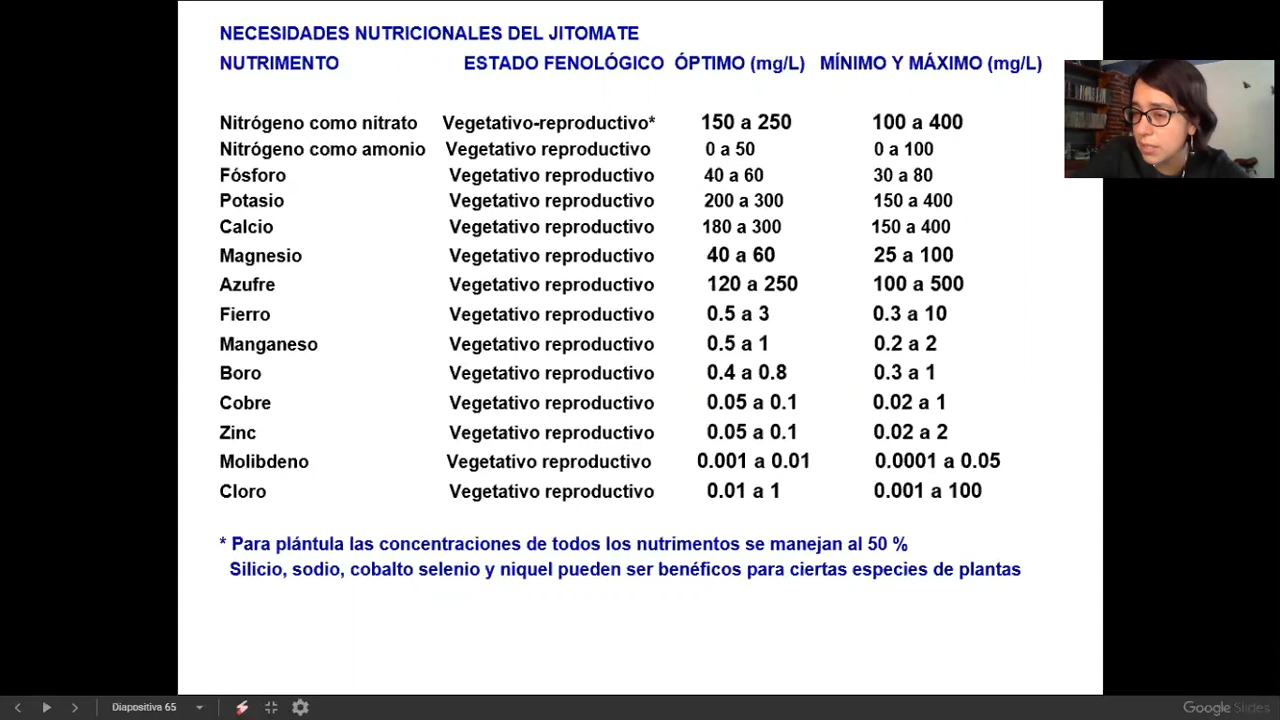 NECESIDADES NUTRICIONALES DEL JITOMATE
NUTRIMENTO ESTADO FENOLÓGICO ÓPTIMO (mg/L) MÍNIMO Y MÁXIMO (mg/L)
Nitrógeno como nitrato Vegetativo-reproductivo* 150 a 250 100 a 400
Nitrógeno como amonio Vegetativo reproductivo 0 a 50 0 a 100
Fósforo Vegetativo reproductivo 40 a 60 30 a 80
Potasio Vegetativo reproductivo 200 a 300 150 a 400
Calcio Vegetativo reproductivo 180 a 300 150 a 400
Magnesio Vegetativo reproductivo 40 a 60 25 a 100
Azufre Vegetativo reproductivo 120 a 250 100 a 500
Fierro Vegetativo reproductivo 0.5 a 3 0.3 a 10
Manganeso Vegetativo reproductivo 0.5 a 1 0.2 a 2
Boro Vegetativo reproductivo 0.4 a 0.8 0.3 a 1
Cobre Vegetativo reproductivo 0.05 a 0.1 0.02 a 1
Zinc Vegetativo reproductivo 0.05 a 0.1 0.02 a 2
Molibdeno Vegetativo reproductivo 0.001 a 0.01 0.0001 a 0.05
Cloro Vegetativo reproductivo 0.01 a 1 0.001 a 100
* Para plántula las concentraciones de todos los nutrimentos se manejan al 50 %
Silicio, sodio, cobalto selenio y niquel pueden ser benéficos para ciertas especies de plantas
Diapositiva 65
Google Slides